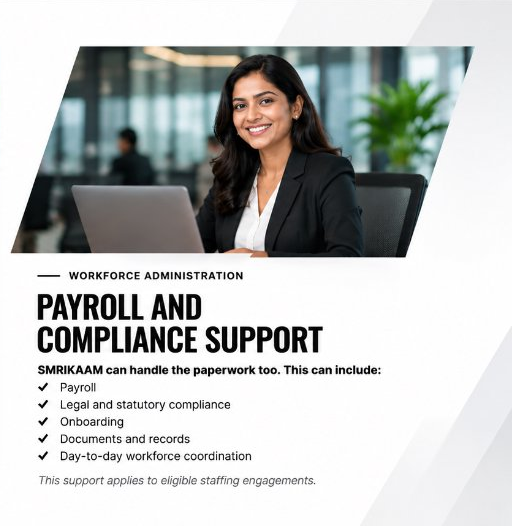 WORKFORCE ADMINISTRATION
PAYROLL AND
COMPLIANCE SUPPORT
SMRIKAAM can handle the paperwork too. This can include:
Payroll
Legal and statutory compliance
Onboarding
Documents and records
Day-to-day workforce coordination
This support applies to eligible staffing engagements.